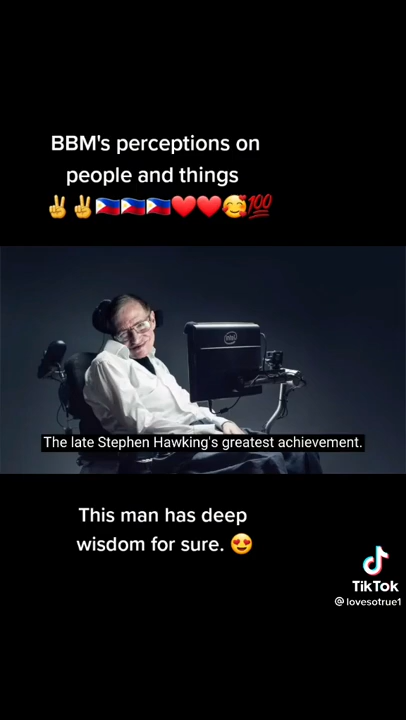 BBM's perceptions on
people and things
✌✌🇵🇭🇵🇭🇵🇭❤️❤️🥰💯
intel
The late Stephen Hawking's greatest achievement.
This man has deep
wisdom for sure. 😍
TikTok
@lovesotrue1